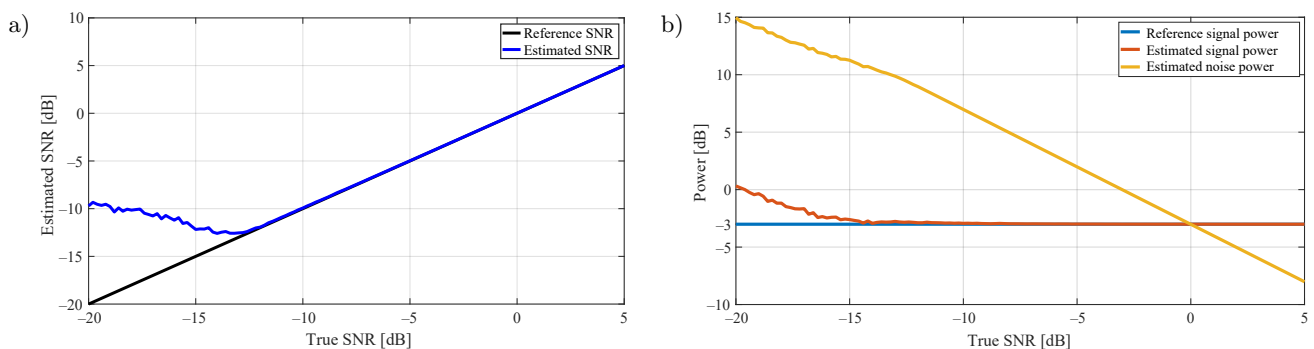 a)
10
5
0
−5
−10
−15
−20
Estimated SNR [dB]
Reference SNR
Estimated SNR
−20
−15
−10
−5
0
5
True SNR [dB]
b)
15
10
5
0
−3
−5
−10
Power [dB]
Reference signal power
Estimated signal power
Estimated noise power
−20
−15
−10
−5
0
5
True SNR [dB]